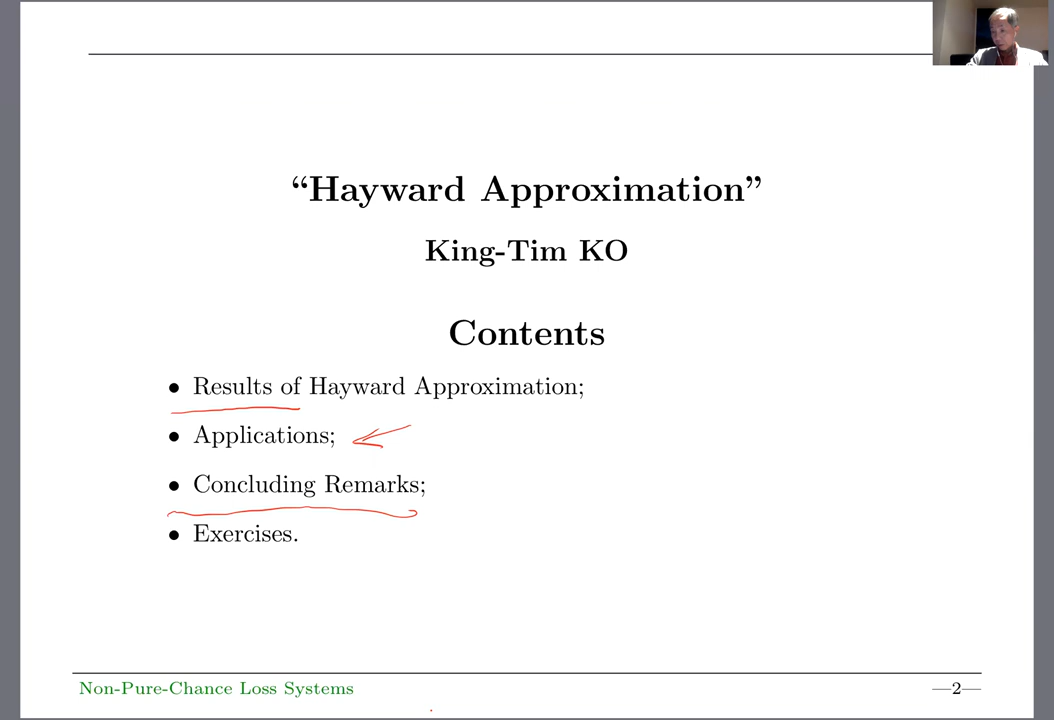 “Hayward Approximation”
King-Tim KO
Contents
• Results of Hayward Approximation;
• Applications;
• Concluding Remarks;
• Exercises.
Non-Pure-Chance Loss Systems
—2—